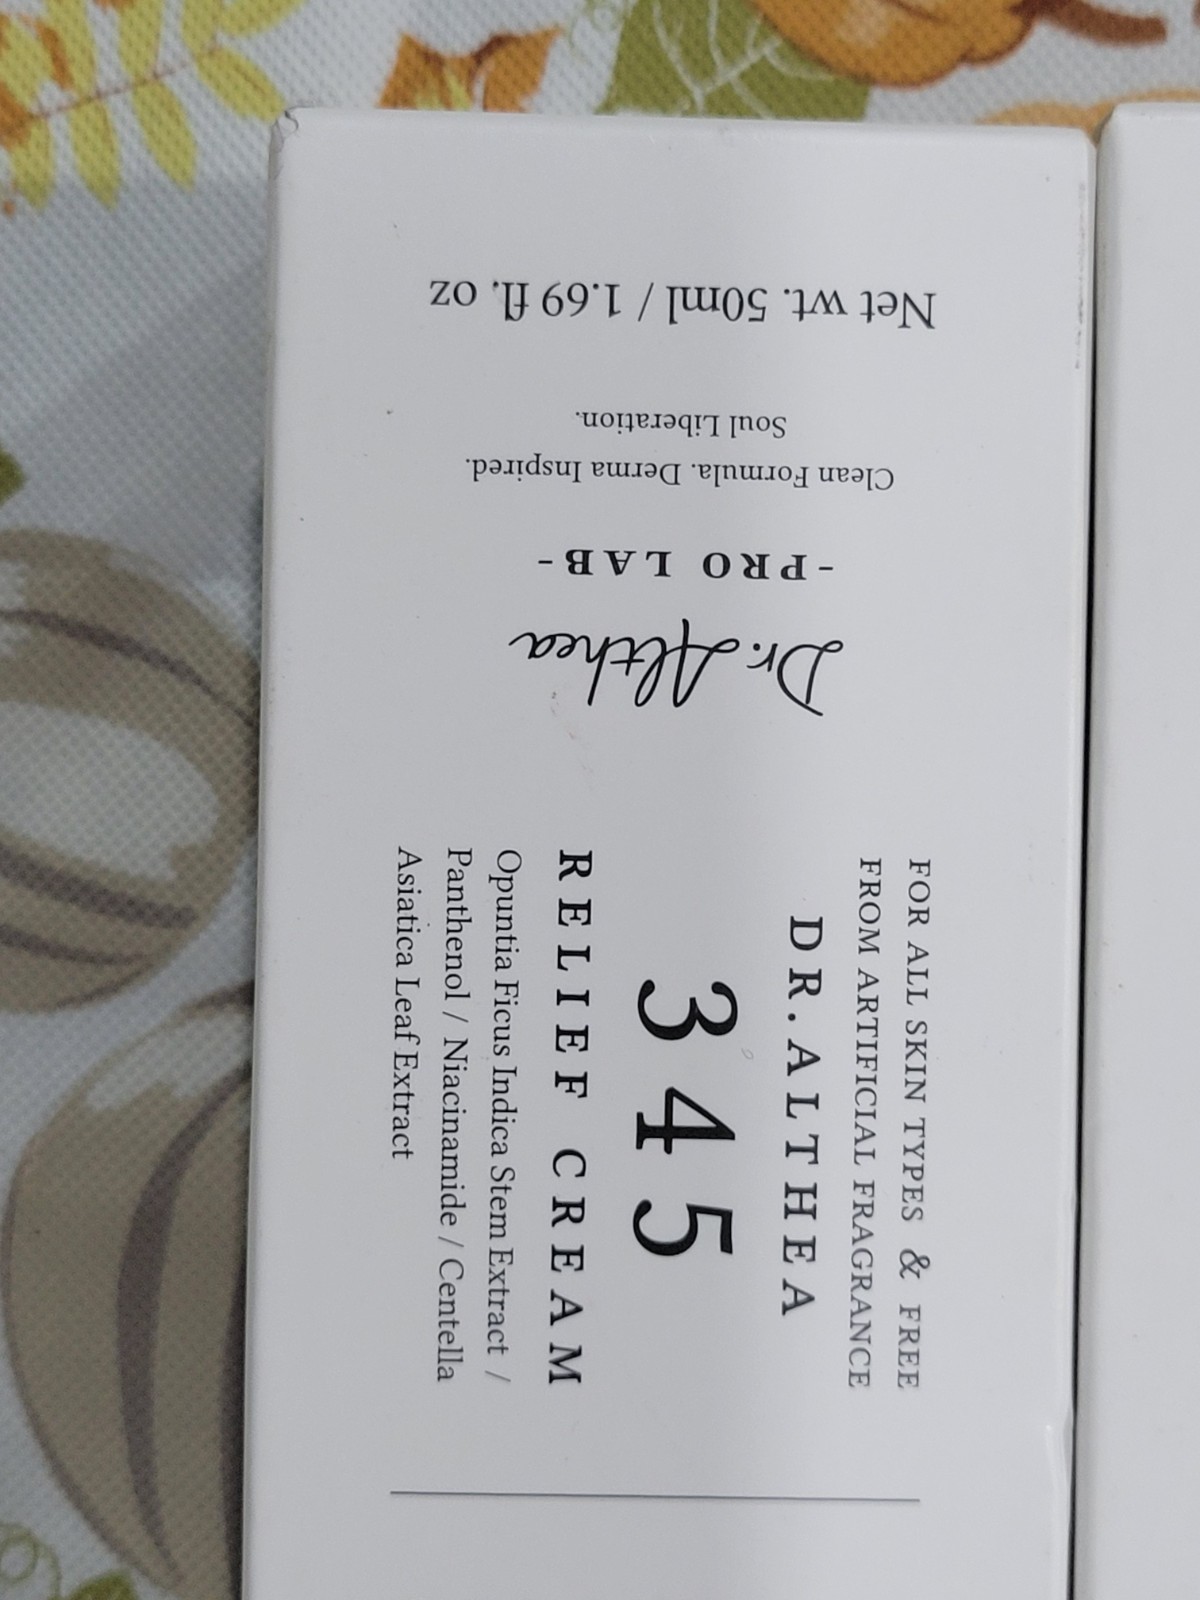 FOR ALL SKIN TYPES & FREE
FROM ARTIFICIAL FRAGRANCE
DR.ALTHEA
345
RELIEF CREAM
Opuntia Ficus Indica Stem Extract /
Panthenol / Niacinamide / Centella
Asiatica Leaf Extract
Dr. Althea
-PRO LAB-
Clean Formula. Derma Inspired.
Soul Liberation.
Net wt. 50ml / 1.69 fl. oz